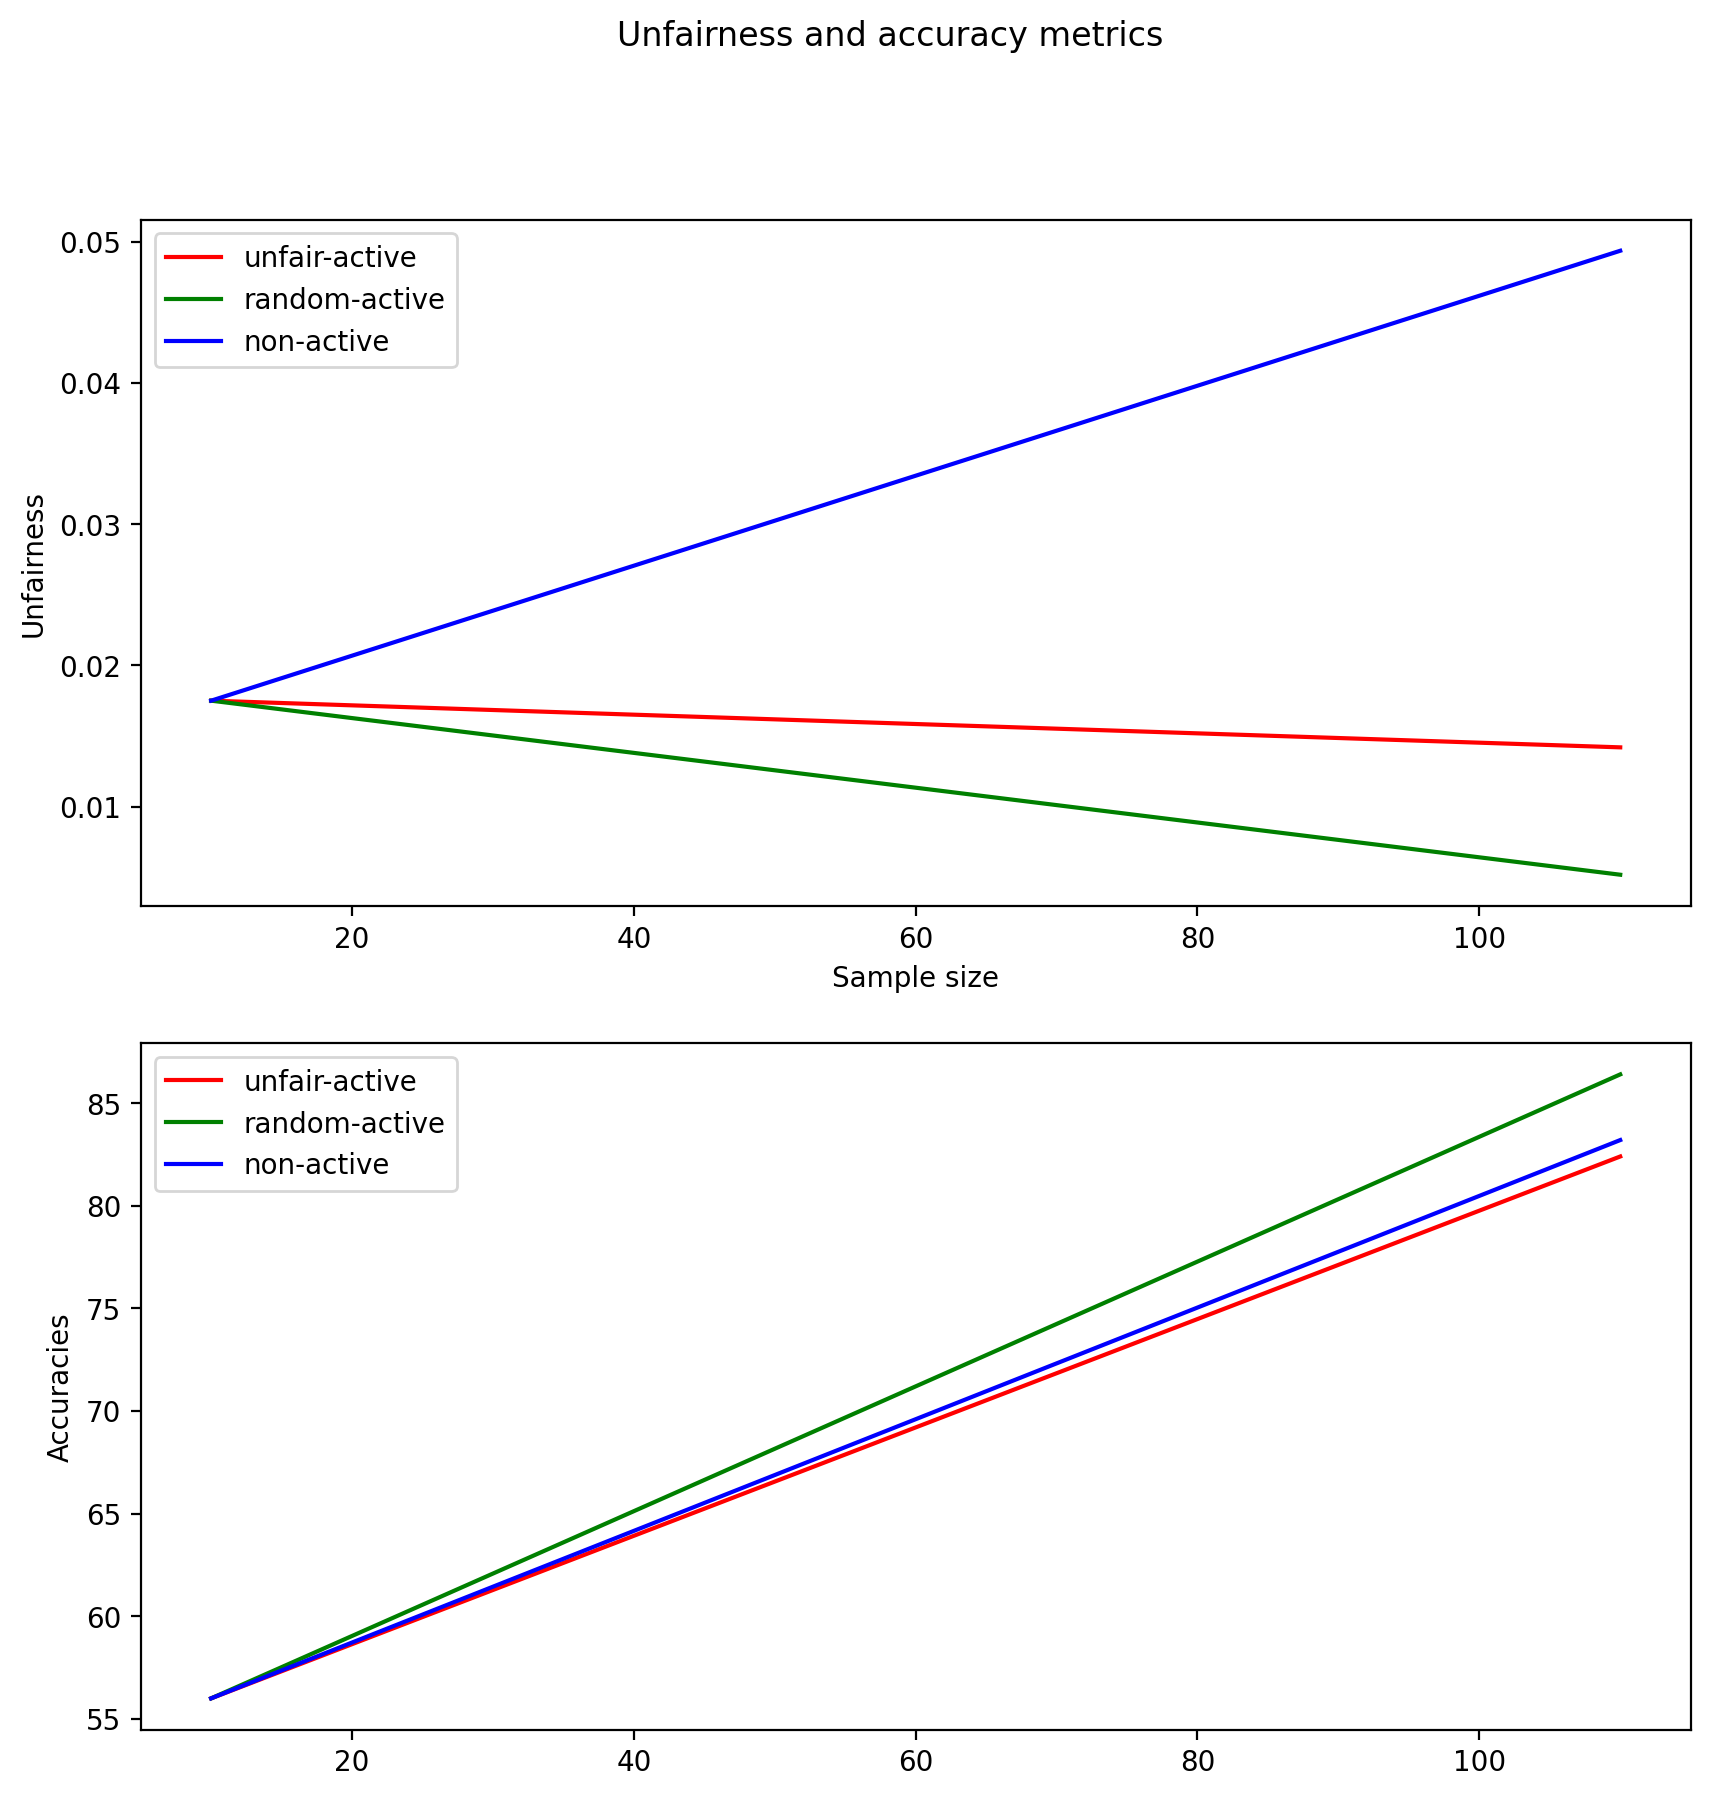 Unfairness and accuracy metrics
0.05
0.04
0.03
0.02
0.01
Unfairness
unfair-active
random-active
non-active
20 40 60 80 100
Sample size
85
80
75
70
65
60
55
Accuracies
unfair-active
random-active
non-active
20 40 60 80 100